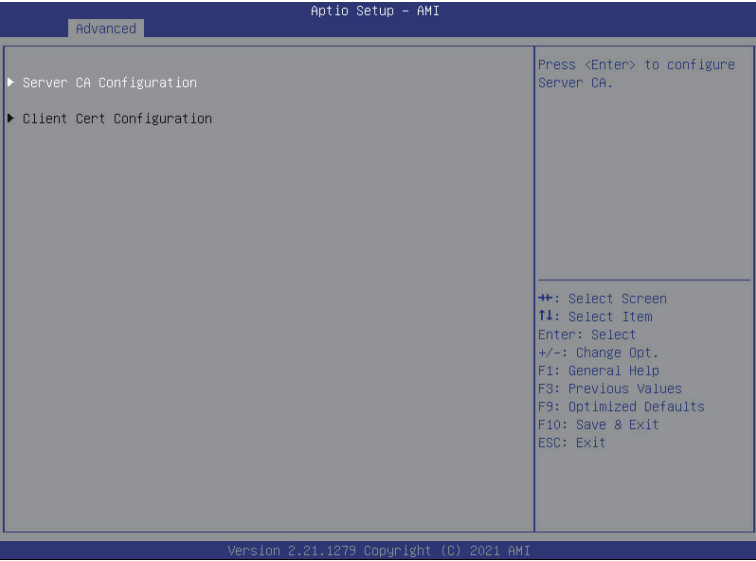 Aptio Setup – AMI
Advanced
▶ Server CA Configuration
▶ Client Cert Configuration
Press <Enter> to configure
Server CA.
→←: Select Screen
↑↓: Select Item
Enter: Select
+/-: Change Opt.
F1: General Help
F3: Previous Values
F9: Optimized Defaults
F10: Save & Exit
ESC: Exit
Version 2.21.1279 Copyright (C) 2021 AMI